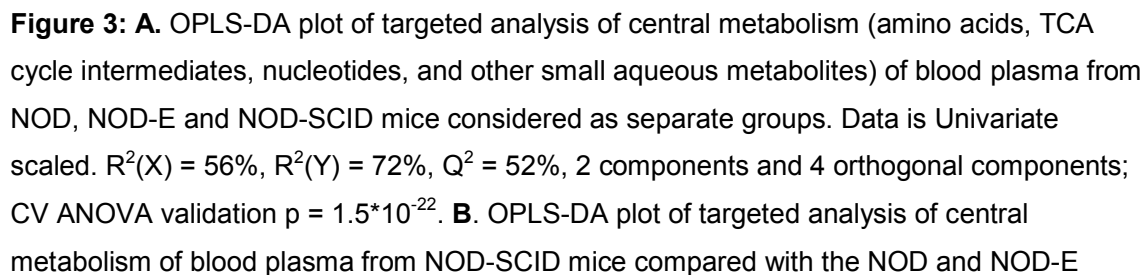 Figure 3: A. OPLS-DA plot of targeted analysis of central metabolism (amino acids, TCA
cycle intermediates, nucleotides, and other small aqueous metabolites) of blood plasma from
NOD, NOD-E and NOD-SCID mice considered as separate groups. Data is Univariate
scaled. R²(X) = 56%, R²(Y) = 72%, Q² = 52%, 2 components and 4 orthogonal components;
CV ANOVA validation p = 1.5*10⁻²². B. OPLS-DA plot of targeted analysis of central
metabolism of blood plasma from NOD-SCID mice compared with the NOD and NOD-E